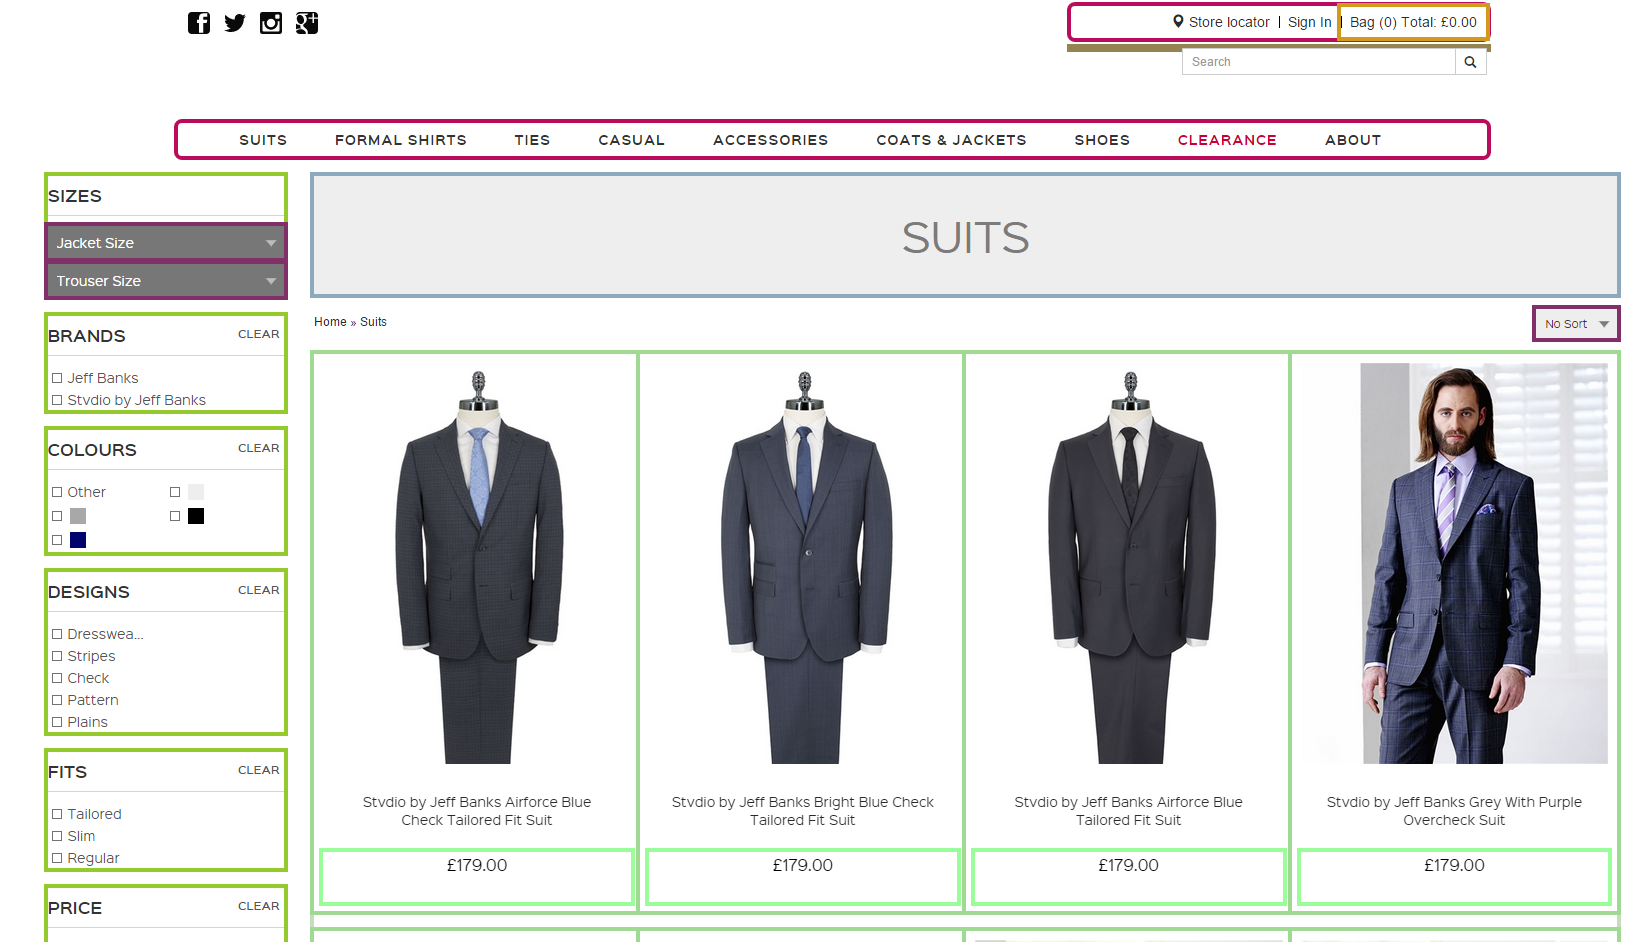 Store locator | Sign In | Bag (0) Total: £0.00
Search
SUITS FORMAL SHIRTS TIES CASUAL ACCESSORIES COATS & JACKETS SHOES CLEARANCE ABOUT
SIZES
Jacket Size
Trouser Size
BRANDS CLEAR
Jeff Banks
Stvdio by Jeff Banks
COLOURS CLEAR
Other
DESIGNS CLEAR
Dresswea...
Stripes
Check
Pattern
Plains
FITS CLEAR
Tailored
Slim
Regular
PRICE CLEAR
SUITS
Home » Suits
No Sort
Stvdio by Jeff Banks Airforce Blue
Check Tailored Fit Suit
£179.00
Stvdio by Jeff Banks Bright Blue Check
Tailored Fit Suit
£179.00
Stvdio by Jeff Banks Airforce Blue
Tailored Fit Suit
£179.00
Stvdio by Jeff Banks Grey With Purple
Overcheck Suit
£179.00